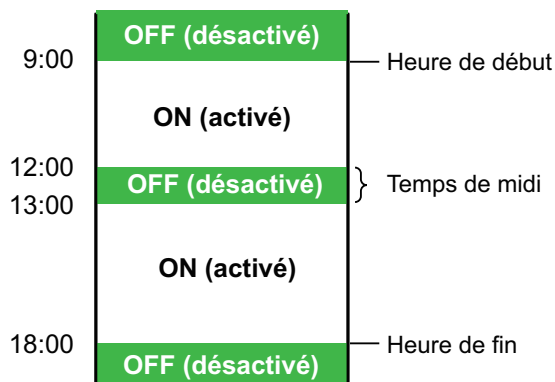 OFF (désactivé)
9:00
Heure de début
ON (activé)
12:00
OFF (désactivé)
Temps de midi
13:00
ON (activé)
18:00
Heure de fin
OFF (désactivé)